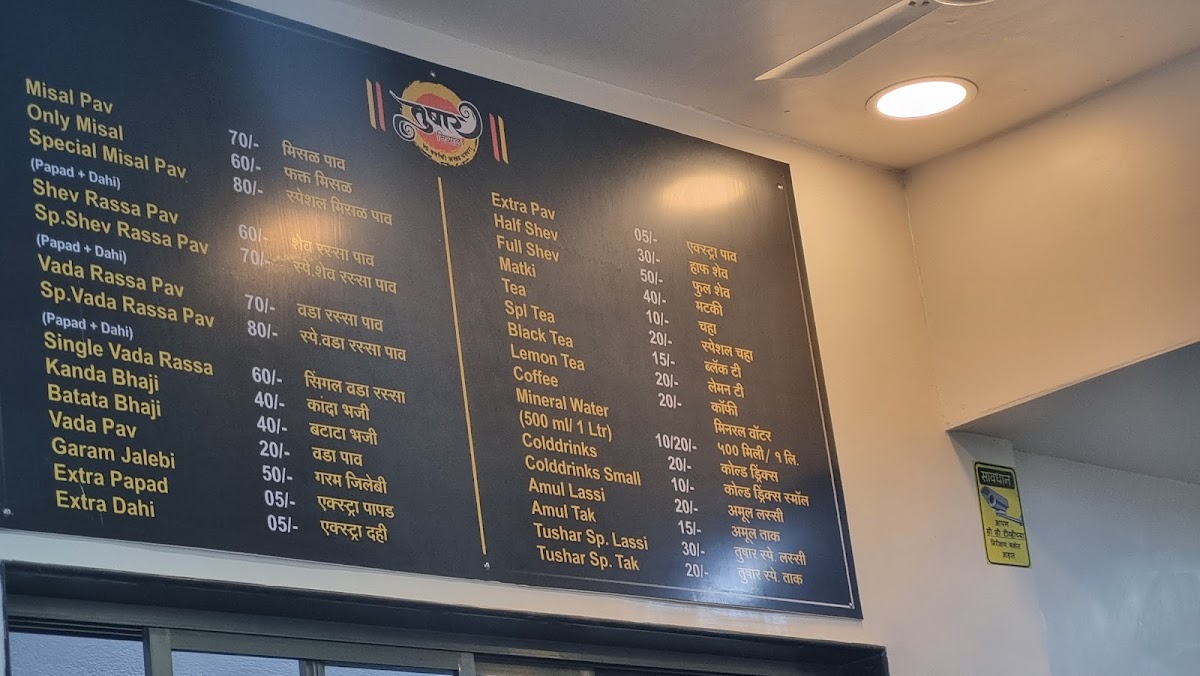 तुषार
Misal Pav 70/- मिसळ पाव
Only Misal 60/- फक्त मिसळ
Special Misal Pav 80/- स्पेशल मिसळ पाव
(Papad + Dahi)
Shev Rassa Pav 60/- शेव रस्सा पाव
Sp.Shev Rassa Pav 70/- स्पे.शेव रस्सा पाव
(Papad + Dahi)
Vada Rassa Pav 70/- वडा रस्सा पाव
Sp.Vada Rassa Pav 80/- स्पे.वडा रस्सा पाव
(Papad + Dahi)
Single Vada Rassa 60/- सिंगल वडा रस्सा
Kanda Bhaji 40/- कांदा भजी
Batata Bhaji 40/- बटाटा भजी
Vada Pav 20/- वडा पाव
Garam Jalebi 50/- गरम जिलेबी
Extra Papad 05/- एक्स्ट्रा पापड
Extra Dahi 05/- एक्स्ट्रा दही
Extra Pav 05/- एक्स्ट्रा पाव
Half Shev 30/- हाफ शेव
Full Shev 50/- फुल शेव
Matki 40/- मटकी
Tea 10/- चहा
Spl Tea 20/- स्पेशल चहा
Black Tea 15/- ब्लॅक टी
Lemon Tea 20/- लेमन टी
Coffee 20/- कॉफी
Mineral Water मिनरल वॉटर
(500 ml/ 1 Ltr) 10/20/- ५०० मिली/ १ लि.
Colddrinks 20/- कोल्ड ड्रिंक्स
Colddrinks Small 10/- कोल्ड ड्रिंक्स स्मॉल
Amul Lassi 20/- अमूल लस्सी
Amul Tak 15/- अमूल ताक
Tushar Sp. Lassi 30/- तुषार स्पे. लस्सी
Tushar Sp. Tak 20/- तुषार स्पे. ताक
सावधान
आपण
सी सी टीव्हीच्या
निरीक्षण कक्षेत
आहात